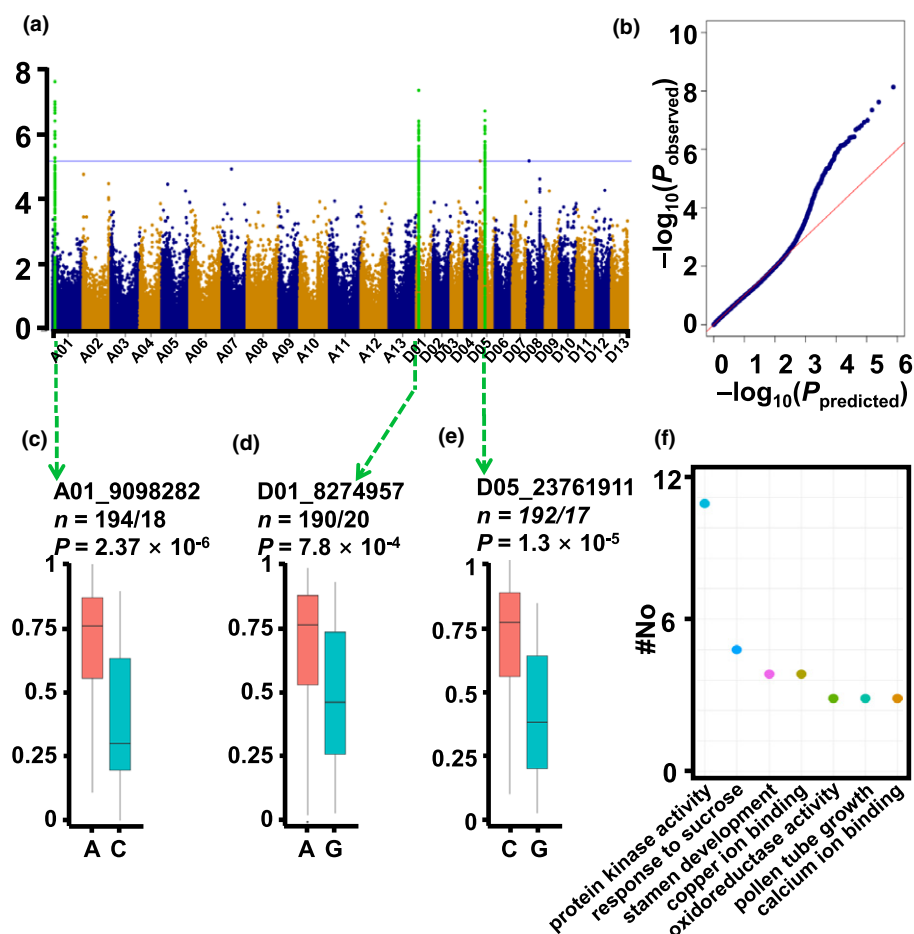 (a)
8
6
4
2
0
A01 A02 A03 A04 A05 A06 A07 A08 A09 A10 A11 A12 A13 D01 D02 D03 D04 D05 D06 D07 D08 D09 D10 D11 D12 D13
(b)
–log10(Pobserved)
10
8
6
4
2
0
0 1 2 3 4 5 6
–log10(Ppredicted)
(c)
A01_9098282
n = 194/18
P = 2.37 × 10-6
1
0.75
0.5
0.25
0
A C
(d)
D01_8274957
n = 190/20
P = 7.8 × 10-4
1
0.75
0.5
0.25
0
A G
(e)
D05_23761911
n = 192/17
P = 1.3 × 10-5
1
0.75
0.5
0.25
0
C G
(f)
#No
12
6
0
protein kinase activity
response to sucrose
stamen development
copper ion binding
oxidoreductase activity
pollen tube growth
calcium ion binding